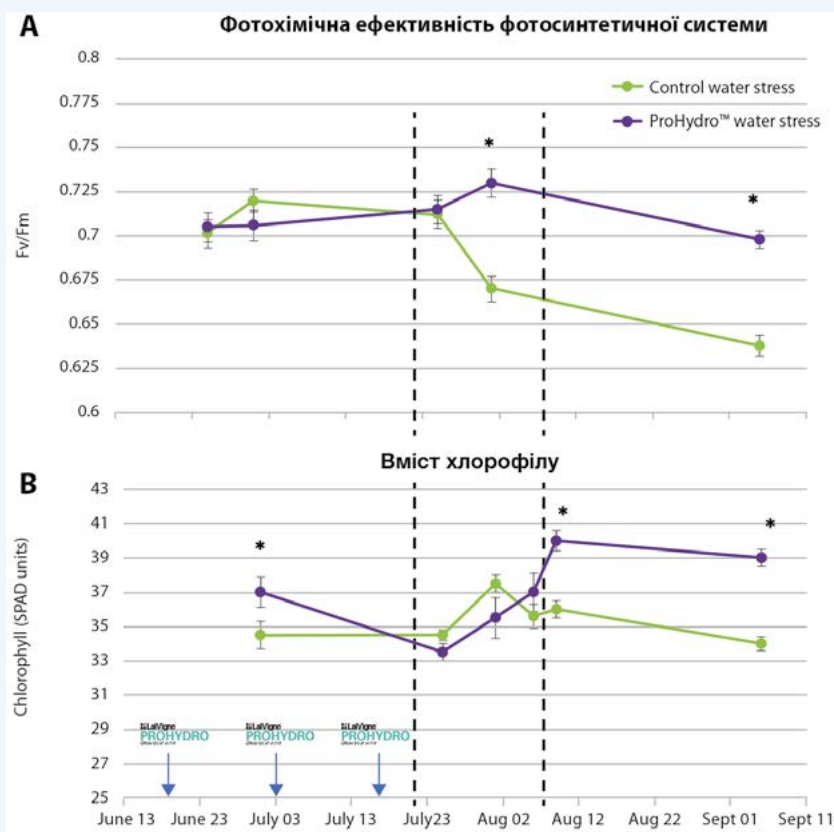 A
Фотохімічна ефективність фотосинтетичної системи
0.8
0.775
0.75
0.725
0.7
0.675
0.65
0.625
0.6
Fv/Fm
Control water stress
ProHydro™ water stress
*
*
B
Вміст хлорофілу
43
41
39
37
35
33
31
29
27
25
Chlorophyll (SPAD units)
*
*
*
LalVigne
PROHYDRO
LalVigne
PROHYDRO
LalVigne
PROHYDRO
June 13 June 23 July 03 July 13 July23 Aug 02 Aug 12 Aug 22 Sept 01 Sept 11